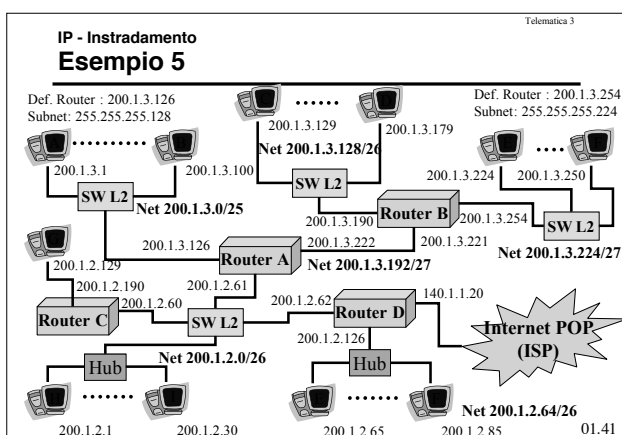 Telematica 3
IP - Instradamento
Esempio 5
Def. Router : 200.1.3.126
Subnet: 255.255.255.128
Def. Router : 200.1.3.254
Subnet: 255.255.255.224
200.1.3.129
200.1.3.179
Net 200.1.3.128/26
200.1.3.224
200.1.3.250
200.1.3.1
200.1.3.100
SW L2
SW L2
Net 200.1.3.0/25
200.1.3.190
Router B
200.1.3.254
SW L2
200.1.3.126
200.1.3.222
200.1.3.221
Router A
Net 200.1.3.192/27
Net 200.1.3.224/27
200.1.2.129
200.1.2.190
200.1.2.60
200.1.2.61
200.1.2.62
140.1.1.20
Router C
SW L2
Router D
Internet POP
(ISP)
200.1.2.126
Net 200.1.2.0/26
Hub
Hub
Net 200.1.2.64/26
200.1.2.1
200.1.2.30
200.1.2.65
200.1.2.85
01.41